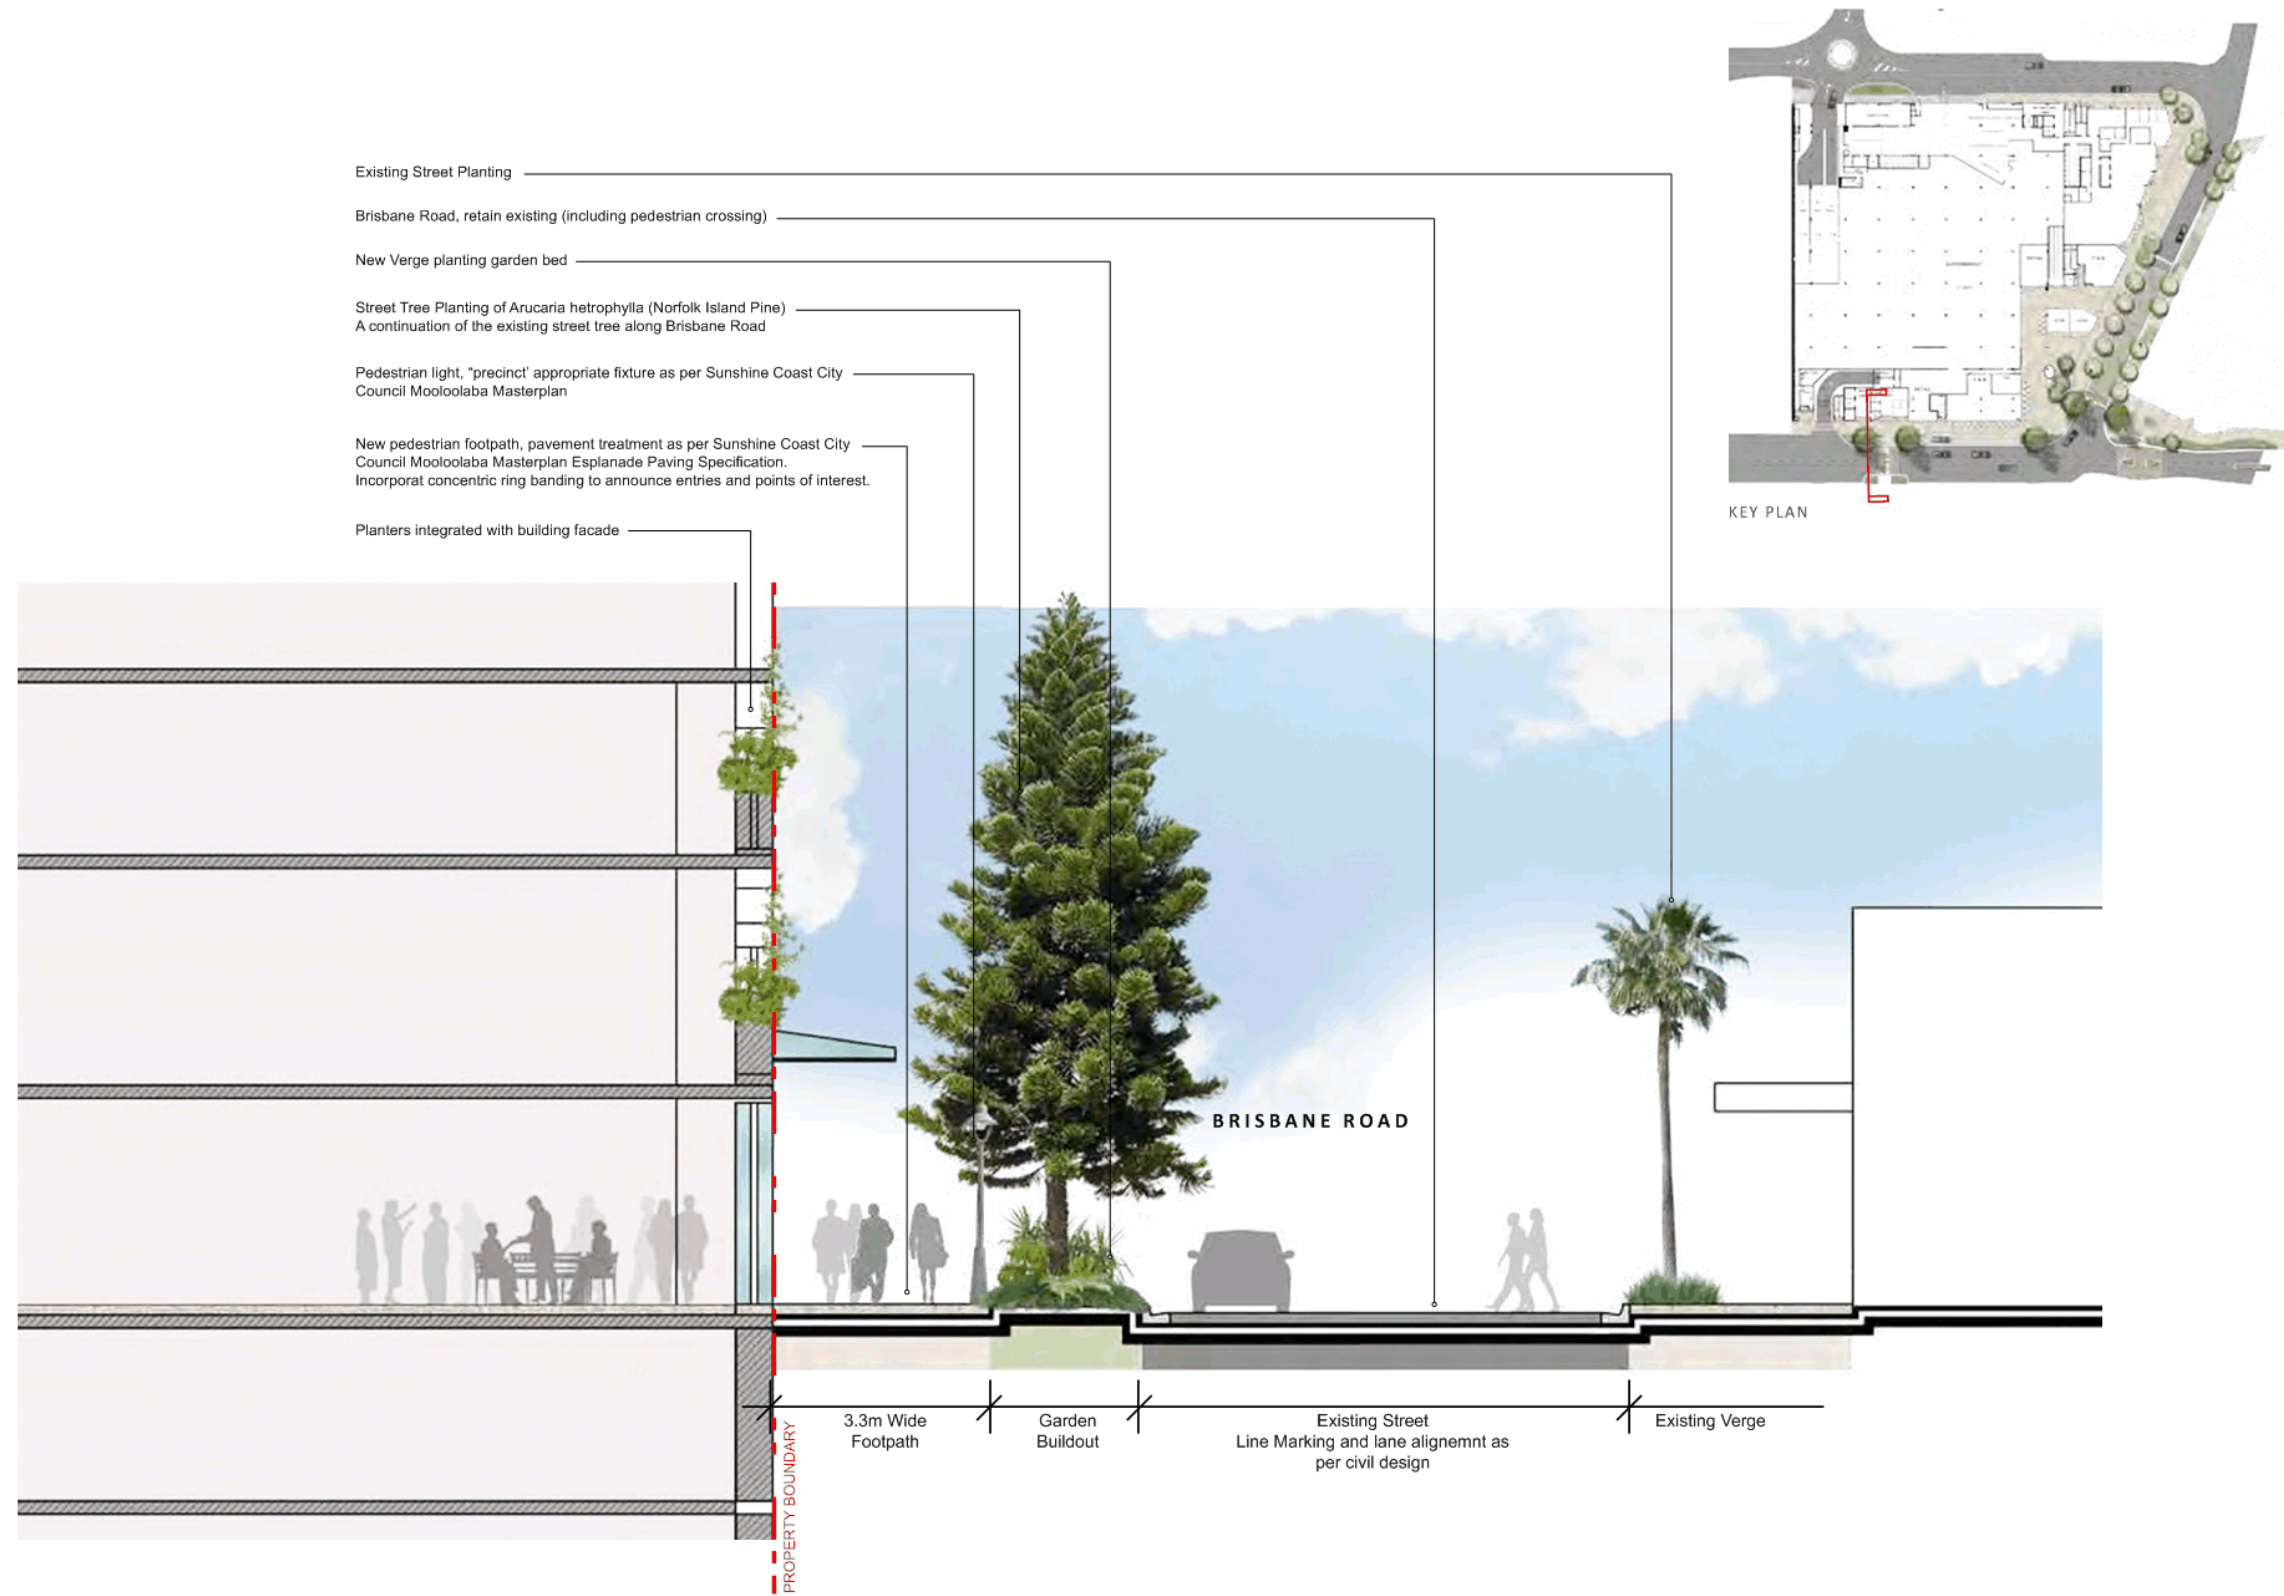 Existing Street Planting
Brisbane Road, retain existing (including pedestrian crossing)
New Verge planting garden bed
Street Tree Planting of Arucaria hetrophylla (Norfolk Island Pine)
A continuation of the existing street tree along Brisbane Road
Pedestrian light, "precinct' appropriate fixture as per Sunshine Coast City
Council Mooloolaba Masterplan
New pedestrian footpath, pavement treatment as per Sunshine Coast City
Council Mooloolaba Masterplan Esplanade Paving Specification.
Incorporat concentric ring banding to announce entries and points of interest.
Planters integrated with building facade
KEY PLAN
BRISBANE ROAD
3.3m Wide
Footpath
Garden
Buildout
Existing Street
Line Marking and lane alignemnt as
per civil design
Existing Verge
PROPERTY BOUNDARY